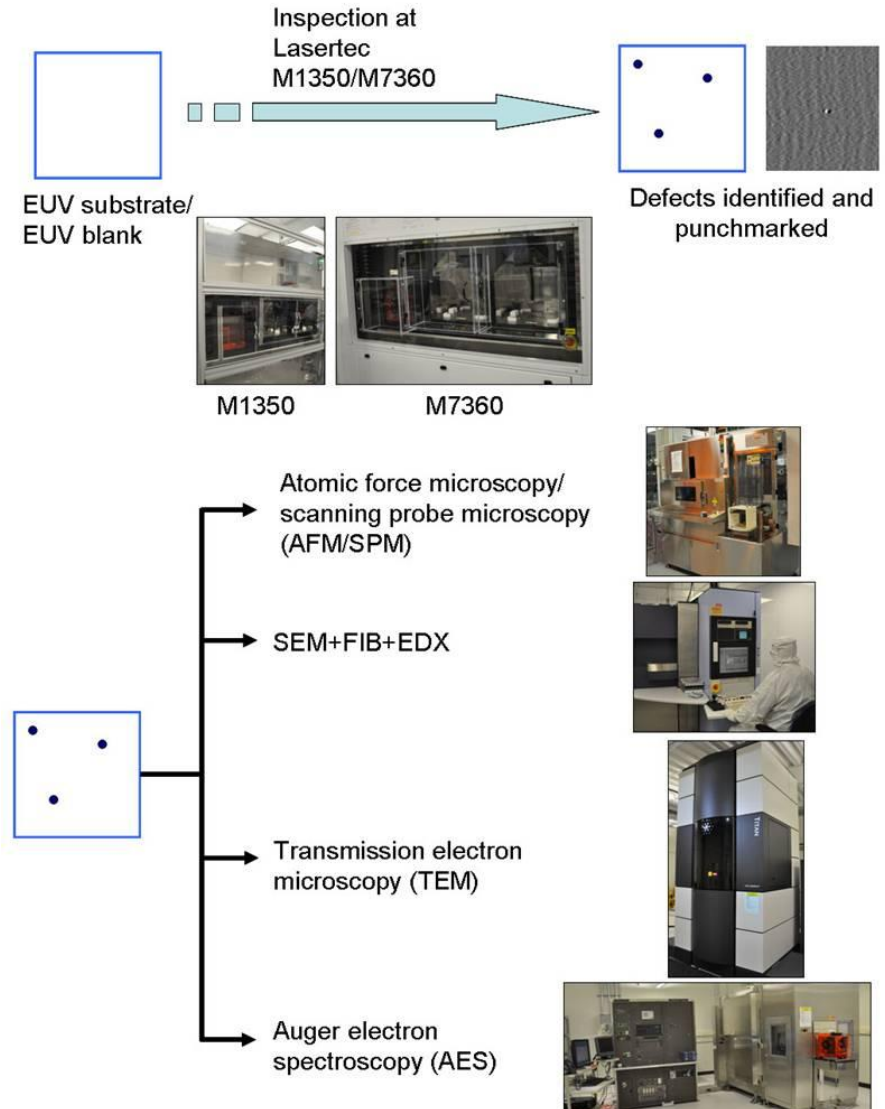 Inspection at
Lasertec
M1350/M7360
EUV substrate/
EUV blank
Defects identified and
punchmarked
M1350
M7360
Atomic force microscopy/
scanning probe microscopy
(AFM/SPM)
SEM+FIB+EDX
Transmission electron
microscopy (TEM)
TITAN
Auger electron
spectroscopy (AES)